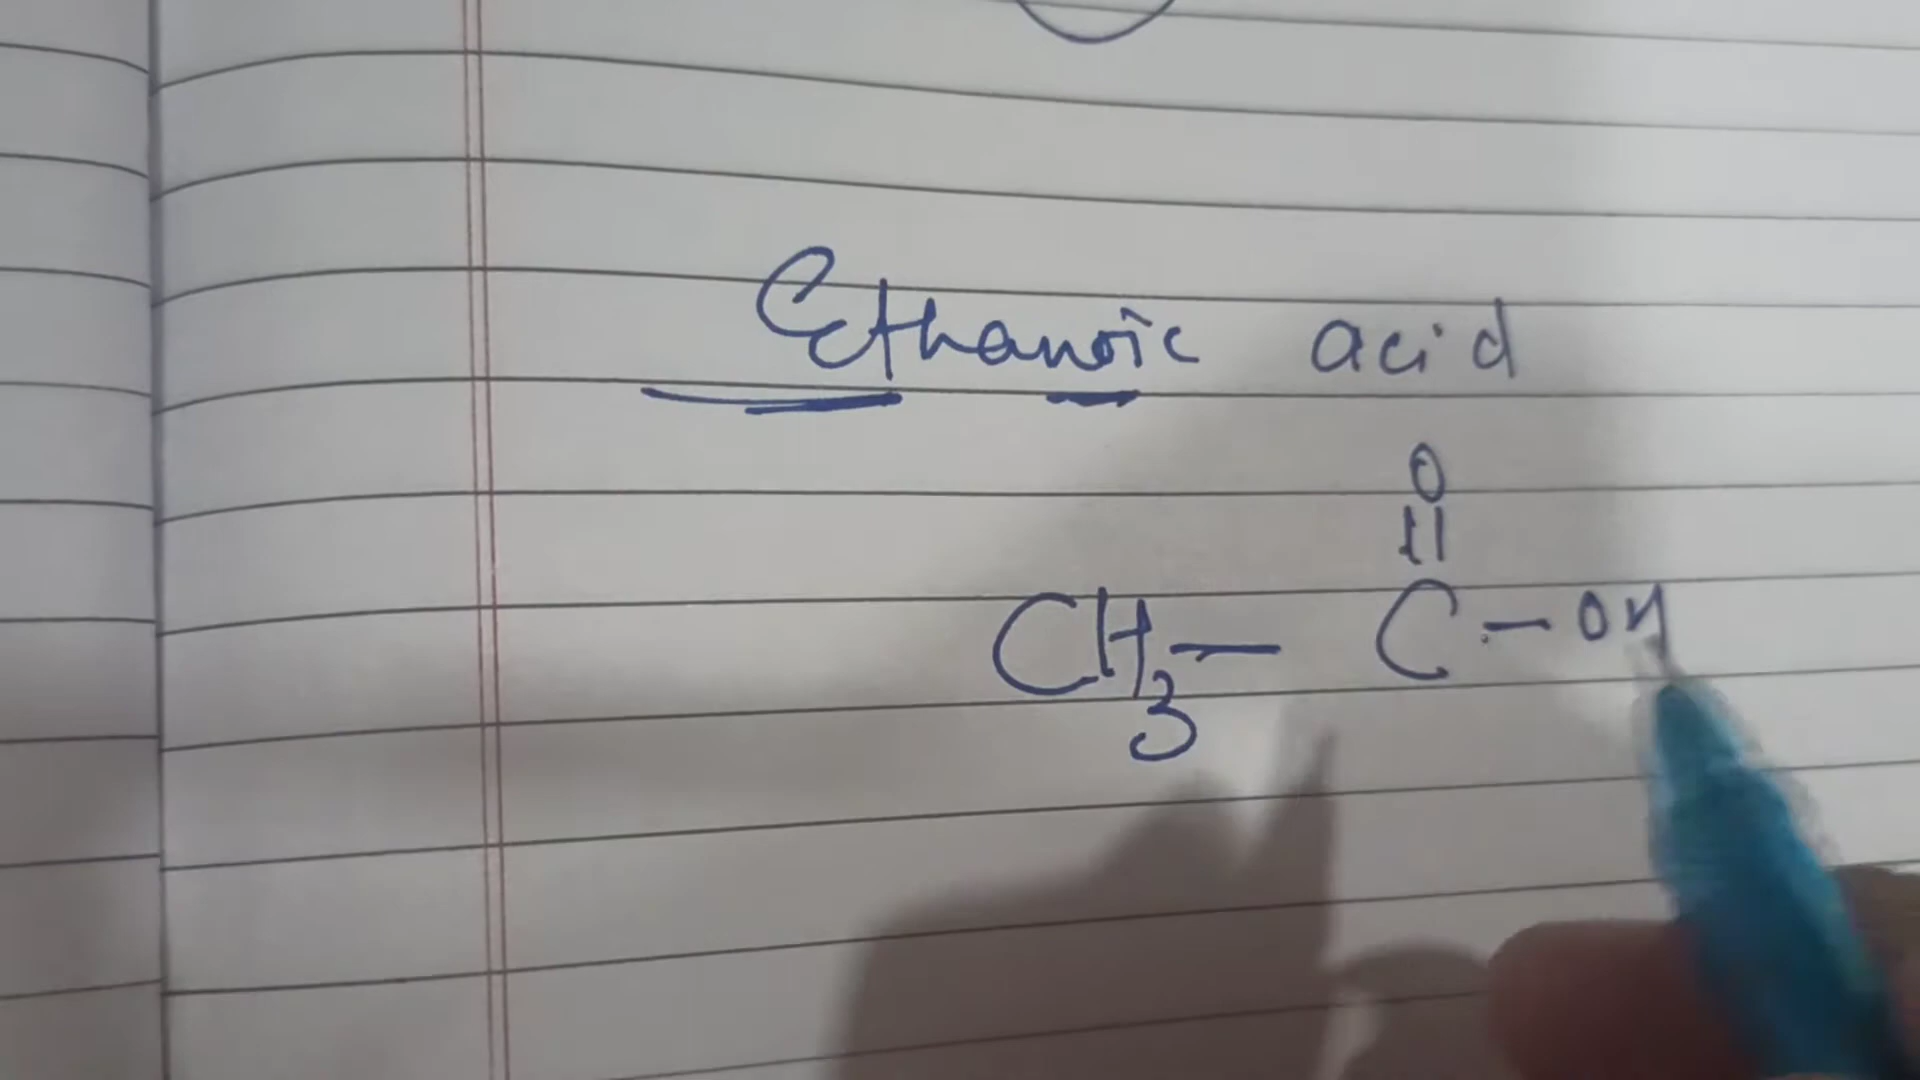 Ethanoic acid
O
||
CH3 — C — OH